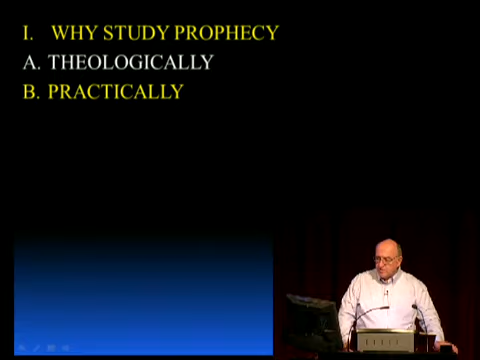 I. WHY STUDY PROPHECY
A. THEOLOGICALLY
B. PRACTICALLY